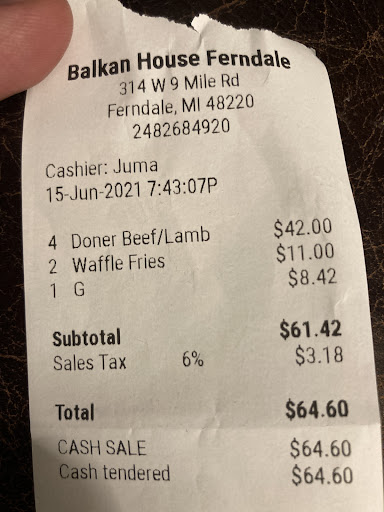 Balkan House Ferndale
314 W 9 Mile Rd
Ferndale, MI 48220
2482684920
Cashier: Juma
15-Jun-2021 7:43:07P
4 Doner Beef/Lamb $42.00
2 Waffle Fries $11.00
1 G $8.42
Subtotal $61.42
Sales Tax 6% $3.18
Total $64.60
CASH SALE $64.60
Cash tendered $64.60